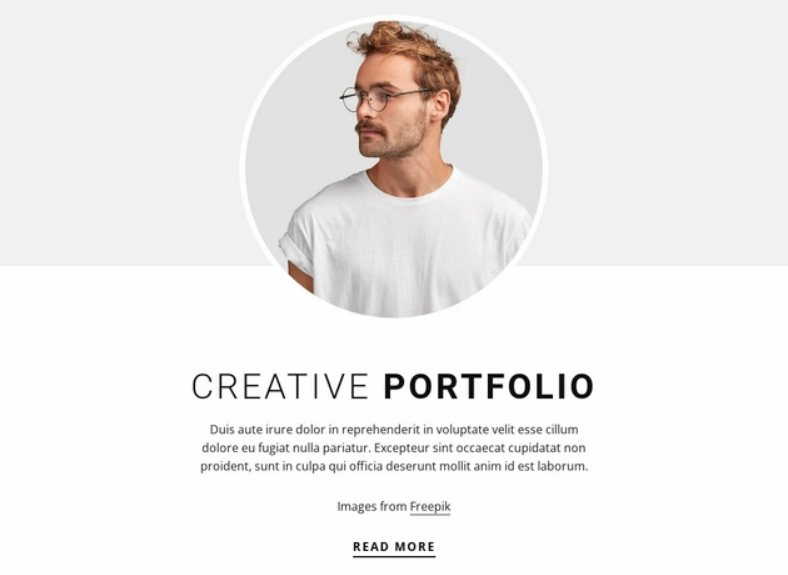 CREATIVE PORTFOLIO
Duis aute irure dolor in reprehenderit in voluptate velit esse cillum
dolore eu fugiat nulla pariatur. Excepteur sint occaecat cupidatat non
proident, sunt in culpa qui officia deserunt mollit anim id est laborum.
Images from Freepik
READ MORE